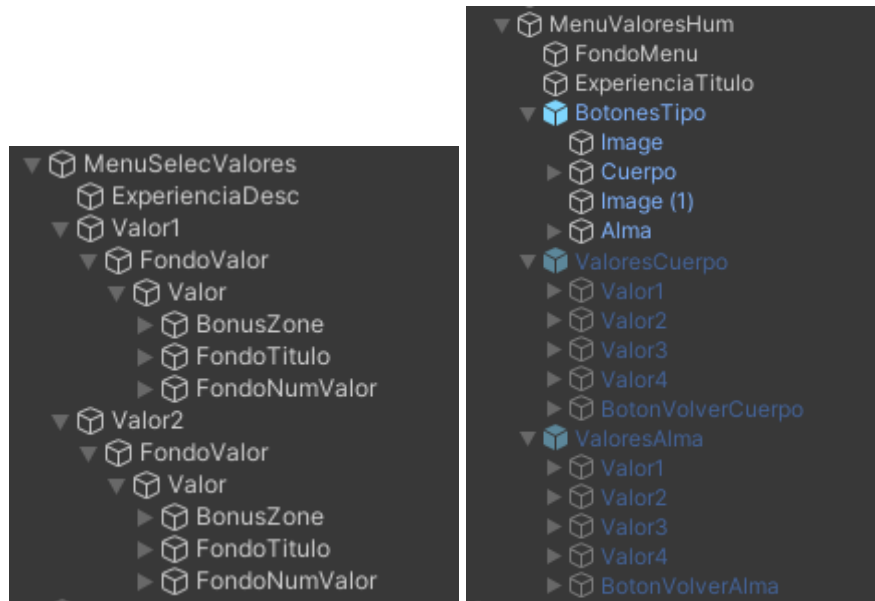 MenuSelecValores
ExperienciaDesc
Valor1
FondoValor
Valor
BonusZone
FondoTitulo
FondoNumValor
Valor2
FondoValor
Valor
BonusZone
FondoTitulo
FondoNumValor
MenuValoresHum
FondoMenu
ExperienciaTitulo
BotonesTipo
Image
Cuerpo
Image (1)
Alma
ValoresCuerpo
Valor1
Valor2
Valor3
Valor4
BotonVolverCuerpo
ValoresAlma
Valor1
Valor2
Valor3
Valor4
BotonVolverAlma